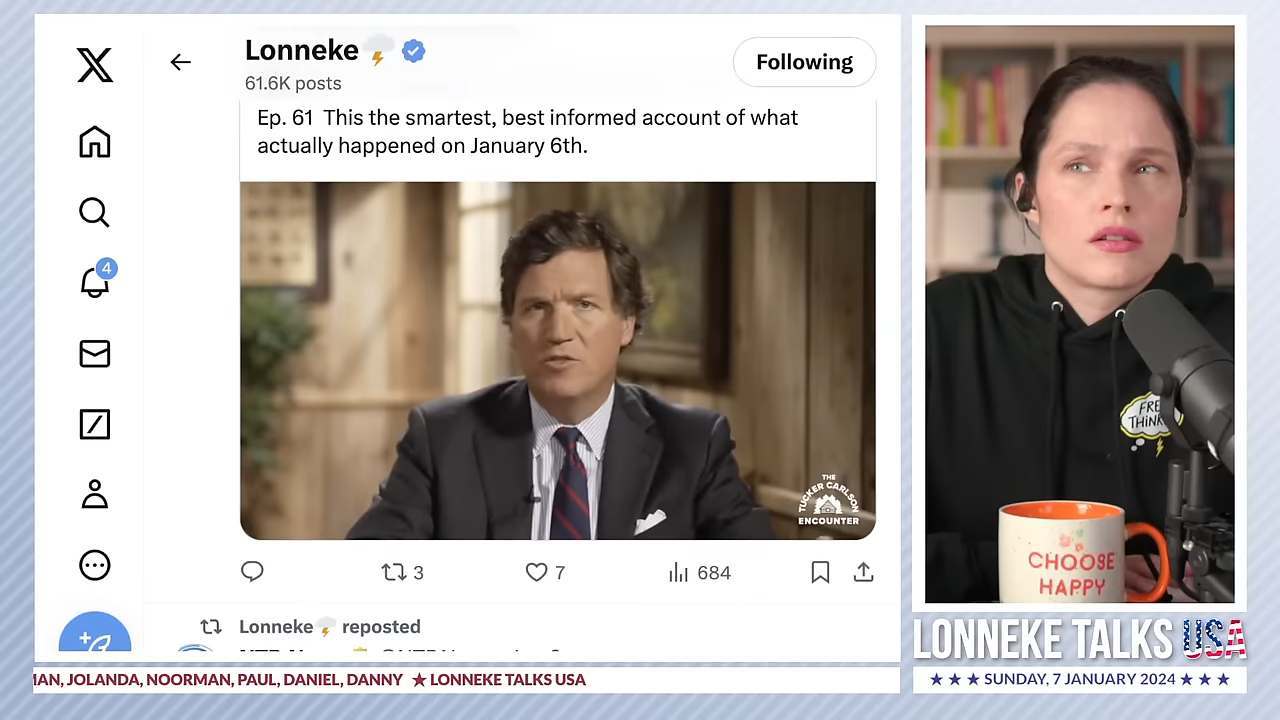 Lonneke
61.6K posts
Following
Ep. 61 This the smartest, best informed account of what
actually happened on January 6th.
4
THE
TUCKER CARLSON
ENCOUNTER
3
7
684
Lonneke reposted
FREE
THINK
CHOOSE
HAPPY
LONNEKE TALKS USA
IAN, JOLANDA, NOORMAN, PAUL, DANIEL, DANNY ★ LONNEKE TALKS USA
★ ★ ★ SUNDAY, 7 JANUARY 2024 ★ ★ ★